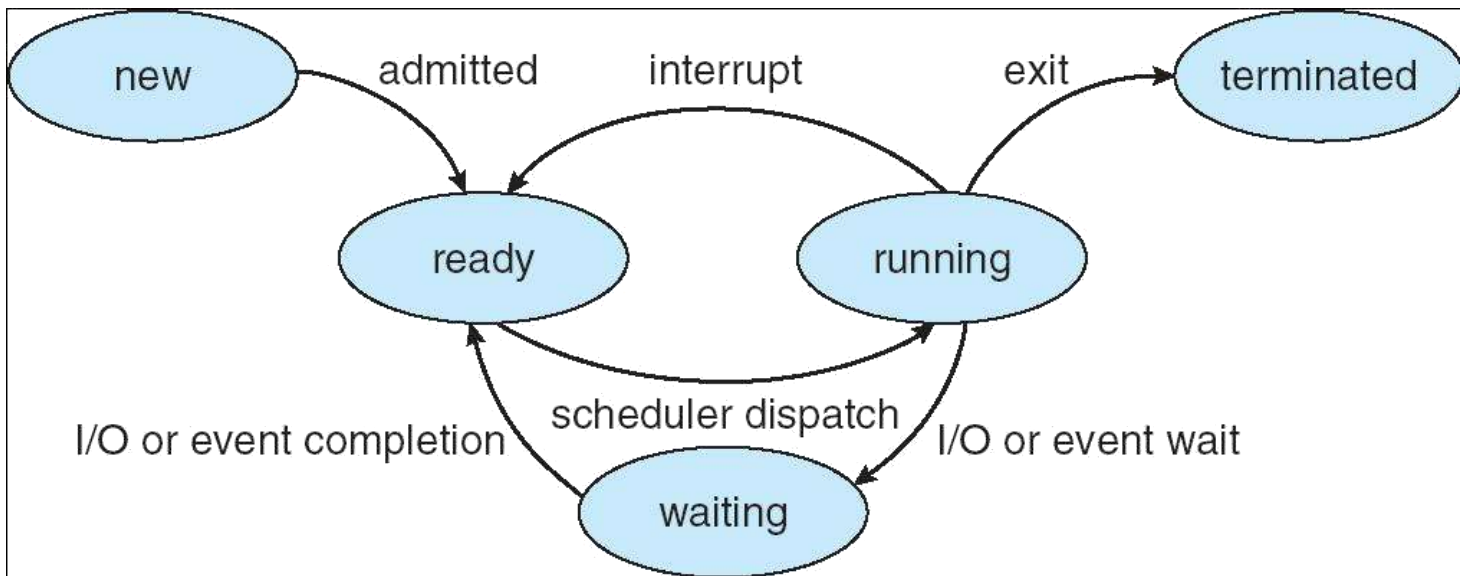 new
admitted
interrupt
exit
terminated
ready
running
scheduler dispatch
I/O or event completion
I/O or event wait
waiting